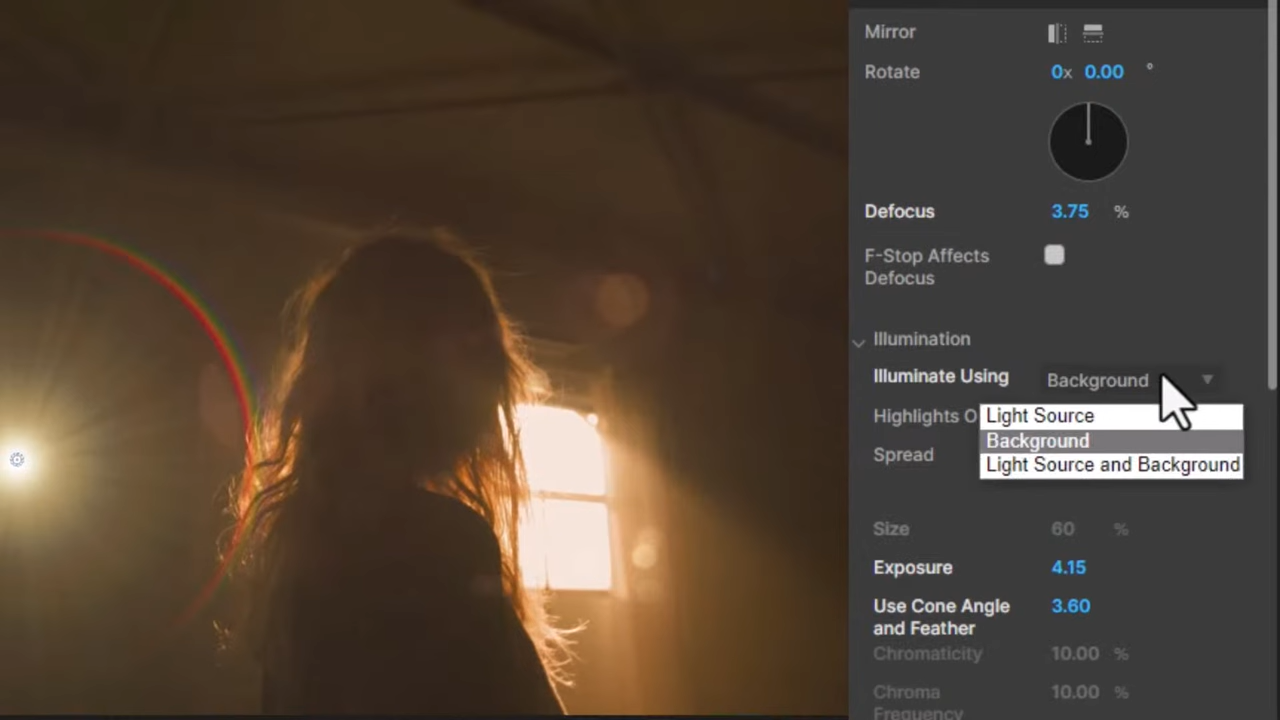 Mirror
Rotate 0x 0.00 °
Defocus 3.75 %
F-Stop Affects
Defocus
Illumination
Illuminate Using Background
Light Source
Highlights O
Background
Spread
Light Source and Background
Size 60 %
Exposure 4.15
Use Cone Angle 3.60
and Feather
Chromaticity 10.00 %
Chroma 10.00 %
Frequency